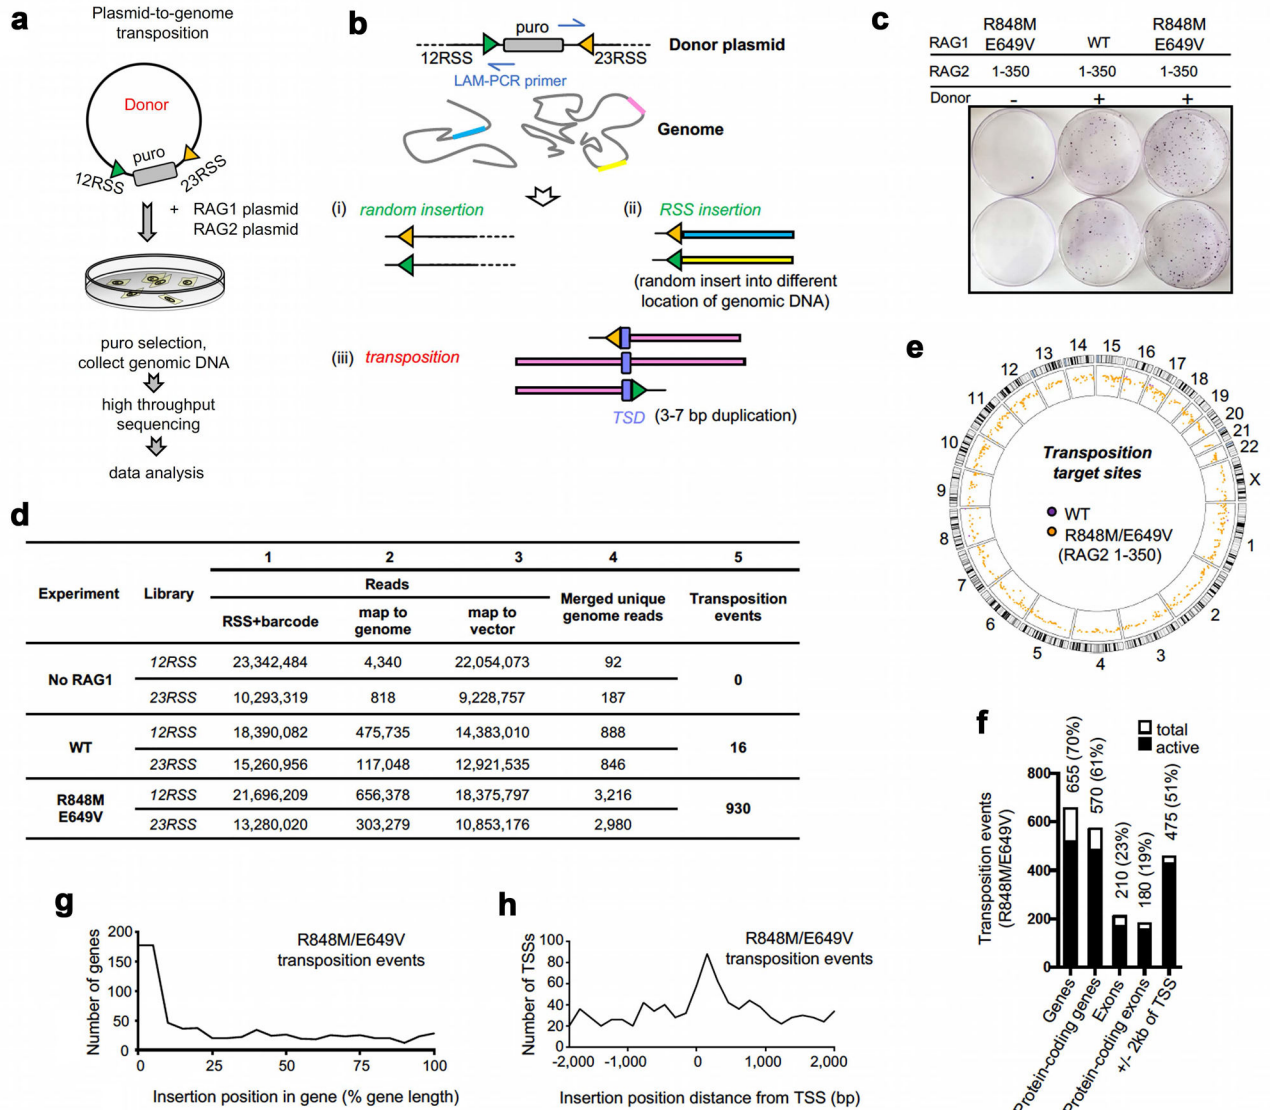 a
Plasmid-to-genome
transposition
Donor
puro
12RSS
23RSS
+ RAG1 plasmid
RAG2 plasmid
puro selection,
collect genomic DNA
high throughput
sequencing
data analysis
b
puro
12RSS
23RSS
Donor plasmid
LAM-PCR primer
Genome
(i) random insertion
(ii) RSS insertion
(random insert into different
location of genomic DNA)
(iii) transposition
TSD (3-7 bp duplication)
c
RAG1 R848M E649V WT R848M E649V
RAG2 1-350 1-350 1-350
Donor - + +
d
1 2 3 4 5
Experiment Library Reads Merged unique genome reads Transposition events
RSS+barcode map to genome map to vector
No RAG1 12RSS 23,342,484 4,340 22,054,073 92 0
23RSS 10,293,319 818 9,228,757 187
WT 12RSS 18,390,082 475,735 14,383,010 888 16
23RSS 15,260,956 117,048 12,921,535 846
R848M E649V 12RSS 21,696,209 656,378 18,375,797 3,216 930
23RSS 13,280,020 303,279 10,853,176 2,980
e
1
2
3
4
5
6
7
8
9
10
11
12
13
14
15
16
17
18
19
20
21
22
X
Transposition
target sites
WT
R848M/E649V
(RAG2 1-350)
f
total
active
Transposition events
(R848M/E649V)
800
600
400
200
0
655 (70%)
570 (61%)
210 (23%)
180 (19%)
475 (51%)
Genes
Protein-coding genes
Exons
Protein-coding exons
+/- 2kb of TSS
g
R848M/E649V
transposition events
Number of genes
200
150
100
50
0
0 25 50 75 100
Insertion position in gene (% gene length)
h
R848M/E649V
transposition events
Number of TSSs
100
80
60
40
20
0
-2,000 -1,000 0 1,000 2,000
Insertion position distance from TSS (bp)